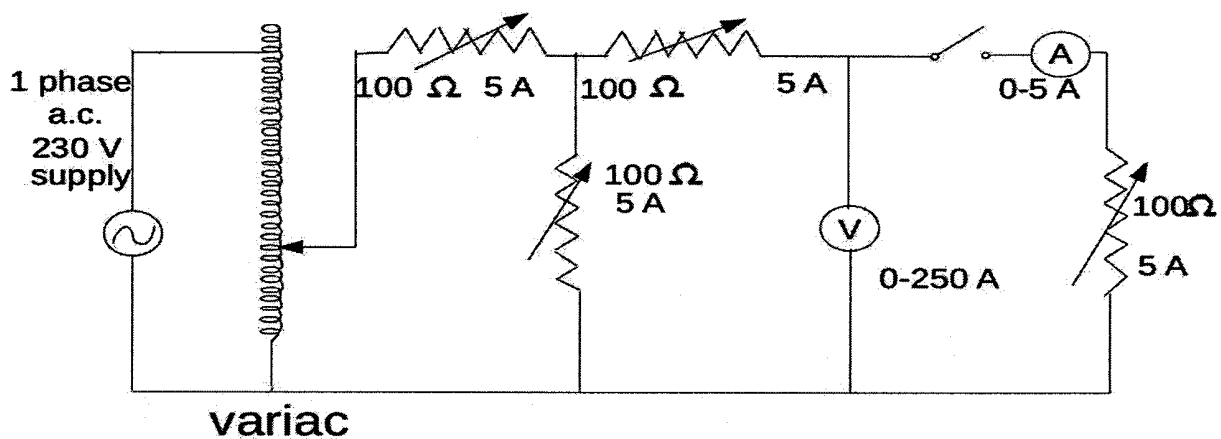 1 phase
a.c.
230 V
supply
100 Ω 5 A
100 Ω 5 A
100 Ω
5 A
V
0-250 A
A
0-5 A
100Ω
5 A
variac